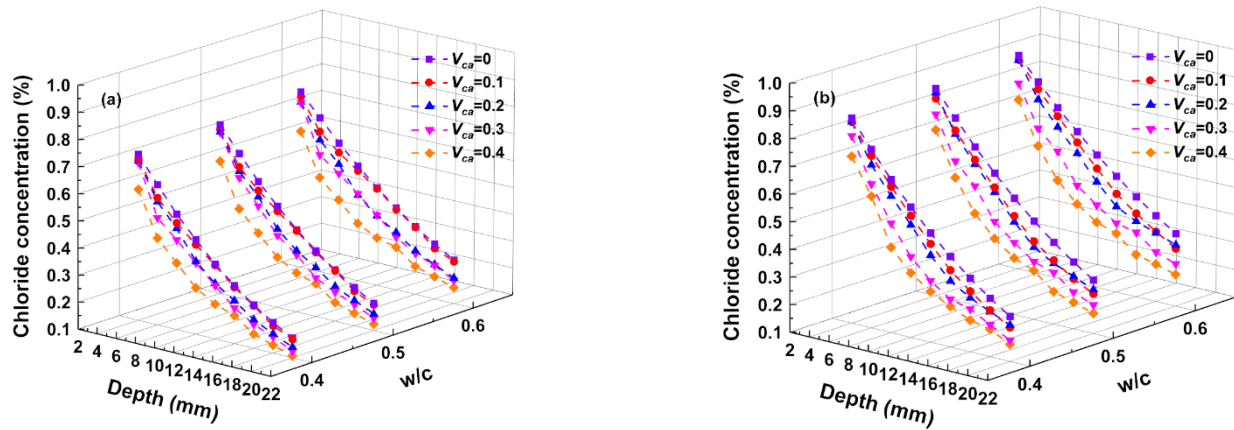 (a)
V_ca=0
V_ca=0.1
V_ca=0.2
V_ca=0.3
V_ca=0.4
Chloride concentration (%)
1.0
0.9
0.8
0.7
0.6
0.5
0.4
0.3
0.2
0.1
2 4 6 8 10 12 14 16 18 20 22
Depth (mm)
0.4 0.5 0.6
w/c
(b)
V_ca=0
V_ca=0.1
V_ca=0.2
V_ca=0.3
V_ca=0.4
Chloride concentration (%)
1.0
0.9
0.8
0.7
0.6
0.5
0.4
0.3
0.2
0.1
2 4 6 8 10 12 14 16 18 20 22
Depth (mm)
0.4 0.5 0.6
w/c